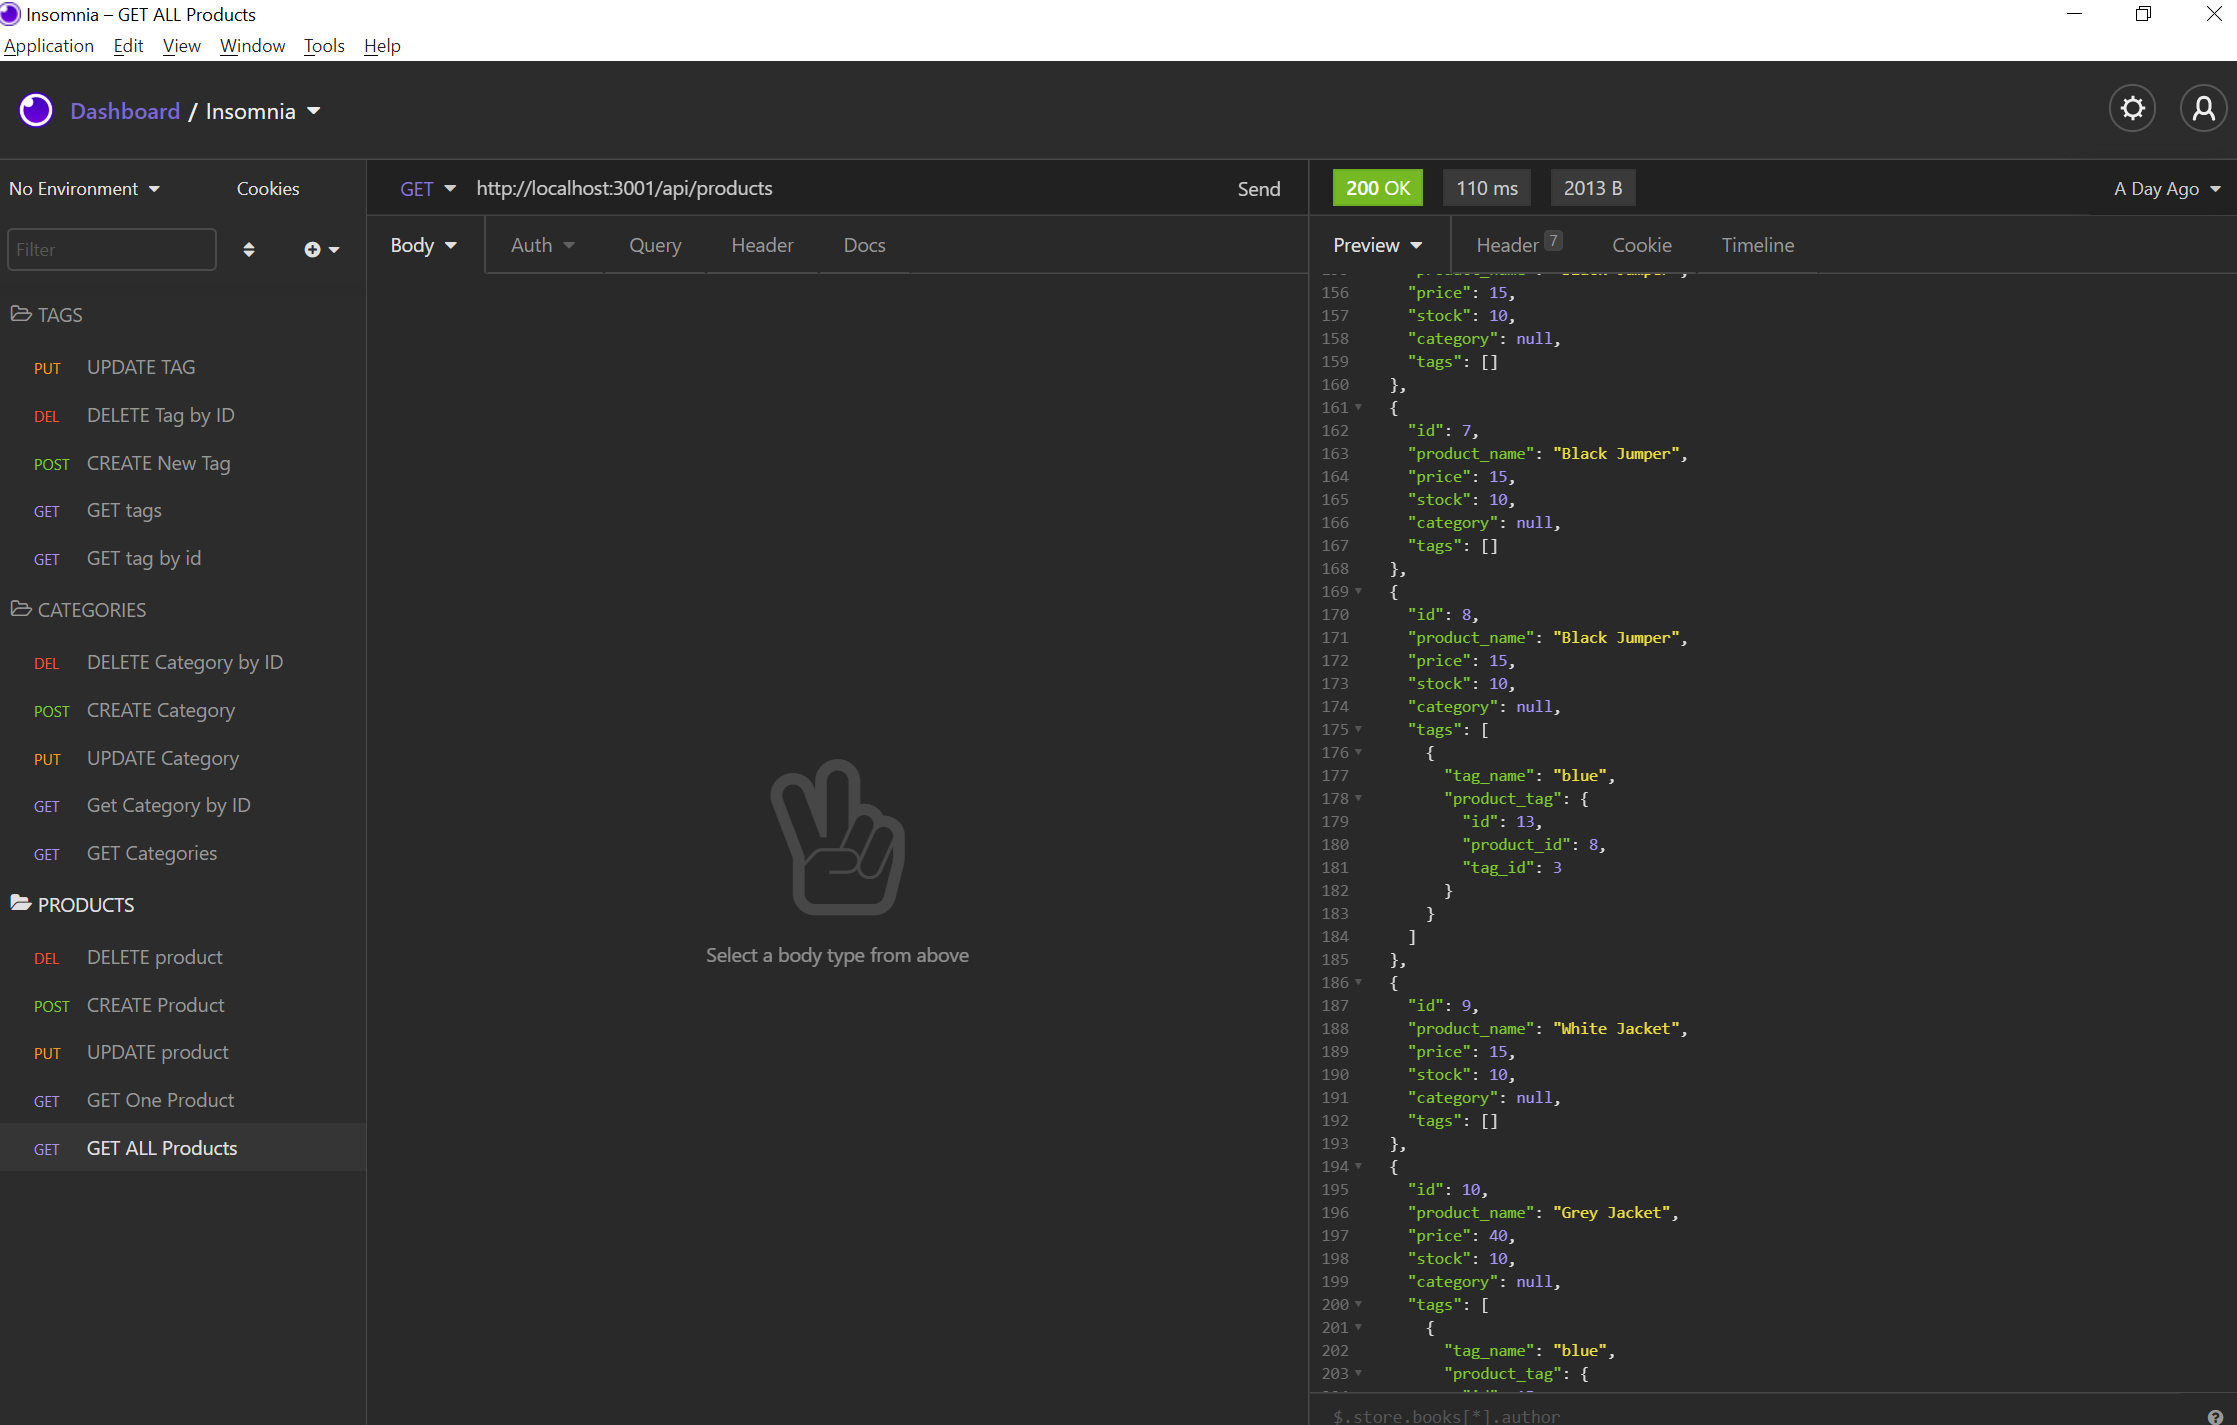 Insomnia – GET ALL Products
Application Edit View Window Tools Help
Dashboard / Insomnia
No Environment Cookies
GET http://localhost:3001/api/products Send
200 OK 110 ms 2013 B A Day Ago
Filter
Body Auth Query Header Docs
Preview Header 7 Cookie Timeline
TAGS
PUT UPDATE TAG
DEL DELETE Tag by ID
POST CREATE New Tag
GET GET tags
GET GET tag by id
CATEGORIES
DEL DELETE Category by ID
POST CREATE Category
PUT UPDATE Category
GET Get Category by ID
GET GET Categories
PRODUCTS
DEL DELETE product
POST CREATE Product
PUT UPDATE product
GET GET One Product
GET GET ALL Products
Select a body type from above
156 "price": 15,
157 "stock": 10,
158 "category": null,
159 "tags": []
160 },
161 {
162 "id": 7,
163 "product_name": "Black Jumper",
164 "price": 15,
165 "stock": 10,
166 "category": null,
167 "tags": []
168 },
169 {
170 "id": 8,
171 "product_name": "Black Jumper",
172 "price": 15,
173 "stock": 10,
174 "category": null,
175 "tags": [
176 {
177 "tag_name": "blue",
178 "product_tag": {
179 "id": 13,
180 "product_id": 8,
181 "tag_id": 3
182 }
183 }
184 ]
185 },
186 {
187 "id": 9,
188 "product_name": "White Jacket",
189 "price": 15,
190 "stock": 10,
191 "category": null,
192 "tags": []
193 },
194 {
195 "id": 10,
196 "product_name": "Grey Jacket",
197 "price": 40,
198 "stock": 10,
199 "category": null,
200 "tags": [
201 {
202 "tag_name": "blue",
203 "product_tag": {
$.store.books[*].author